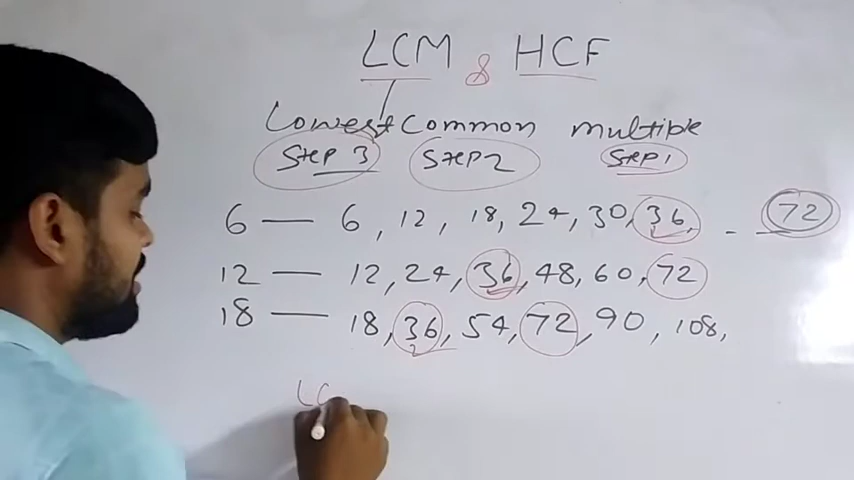 LCM & HCF
Lowest common multiple
Step 3 Step 2 Step 1
6 — 6, 12, 18, 24, 30, 36, - - 72
12 — 12, 24, 36, 48, 60, 72
18 — 18, 36, 54, 72, 90, 108,
LC